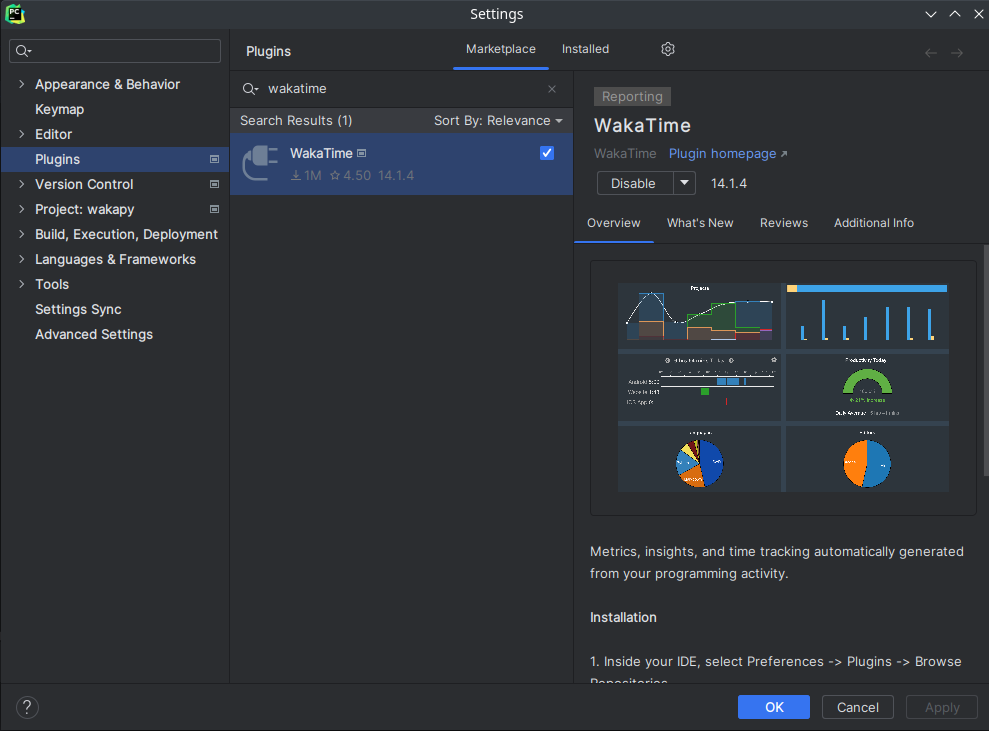 PC
Settings
Plugins
Marketplace
Installed
Appearance & Behavior
Keymap
Editor
Plugins
Version Control
Project: wakapy
Build, Execution, Deployment
Languages & Frameworks
Tools
Settings Sync
Advanced Settings
wakatime
Search Results (1)
Sort By: Relevance
WakaTime
1M 4.50 14.1.4
Reporting
WakaTime
WakaTime Plugin homepage
Disable 14.1.4
Overview What's New Reviews Additional Info
Projects
Productivity Today
Metrics, insights, and time tracking automatically generated
from your programming activity.
Installation
1. Inside your IDE, select Preferences -> Plugins -> Browse
Repositories
?
OK
Cancel
Apply